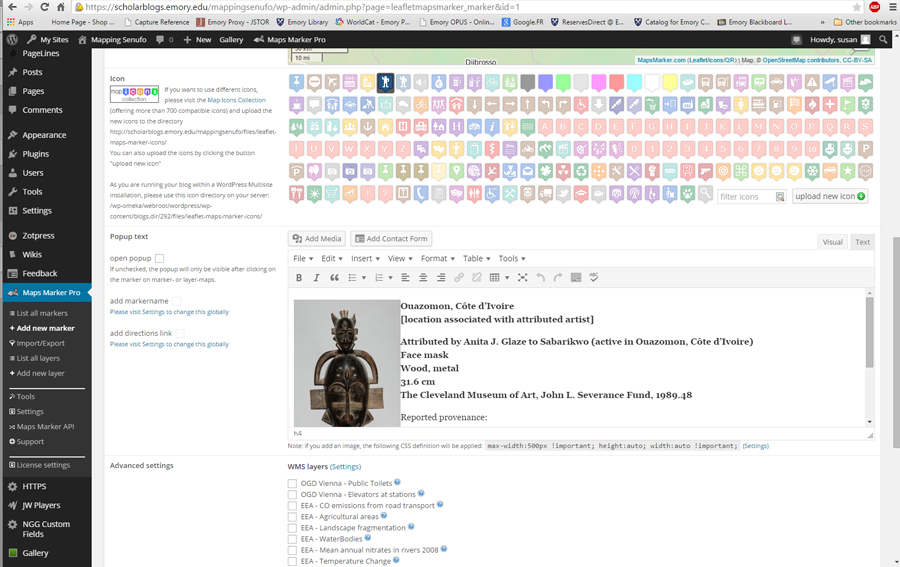 https://scholarblogs.emory.edu/mappingsenufo/wp-admin/admin.php?page=leafletmapsmarker_marker&id=1
Apps
Home Page - Shop ...
Capture Reference
Emory Proxy - JSTOR
Emory Library
WorldCat - Emory P...
Emory OPUS - Onlin...
Google.FR
ReservesDirect @ E...
Catalog for Emory C...
Emory Blackboard L...
Other bookmarks
My Sites
Mapping Senufo
0
New
Gallery
Maps Marker Pro
Howdy, susan
PageLines
Posts
Pages
Comments
Appearance
Plugins
Users
Tools
Settings
Zotpress
Wikis
Feedback
Maps Marker Pro
List all markers
Add new marker
Import/Export
List all layers
Add new layer
Tools
Settings
Maps Marker API
Support
License settings
HTTPS
JW Players
NGG Custom
Fields
Gallery
10 mi
Djibrosso
MapsMarker.com (Leaflet/icons/QR) | Map: © OpenStreetMap contributors, CC-BY-SA
Icon
map icons
collection
If you want to use different icons,
please visit the Map Icons Collection
(offering more than 700 compatible icons) and upload the
new icons to the directory
http://scholarblogs.emory.edu/mappingsenufo/files/leaflet-
maps-marker-icons/
You can also upload the icons by clicking the button
"upload new icon"
As you are running your blog within a WordPress Multisite
installation, please use this icon directory on your server:
/wp-omeka/webroot/wordpress/wp-
content/blogs.dir/292/files/leaflet-maps-marker-icons/
filter icons
upload new icon
Popup text
open popup
If unchecked, the popup will only be visible after clicking on
the marker on marker- or layer-maps.
add markername
Please visit Settings to change this globally
add directions link
Please visit Settings to change this globally
Add Media
Add Contact Form
Visual
Text
File
Edit
Insert
View
Format
Table
Tools
Ouazomon, Côte d'Ivoire
[location associated with attributed artist]
Attributed by Anita J. Glaze to Sabarikwo (active in Ouazomon, Côte d'Ivoire)
Face mask
Wood, metal
31.6 cm
The Cleveland Museum of Art, John L. Severance Fund, 1989.48
Reported provenance:
h4
Note: if you add an image, the following CSS definition will be applied: max-width:500px !important; height:auto; width:auto !important; (Settings)
Advanced settings
WMS layers (Settings)
OGD Vienna - Public Toilets
OGD Vienna - Elevators at stations
EEA - CO emissions from road transport
EEA - Agricultural areas
EEA - Landscape fragmentation
EEA - WaterBodies
EEA - Mean annual nitrates in rivers 2008
EEA - Temperature Change